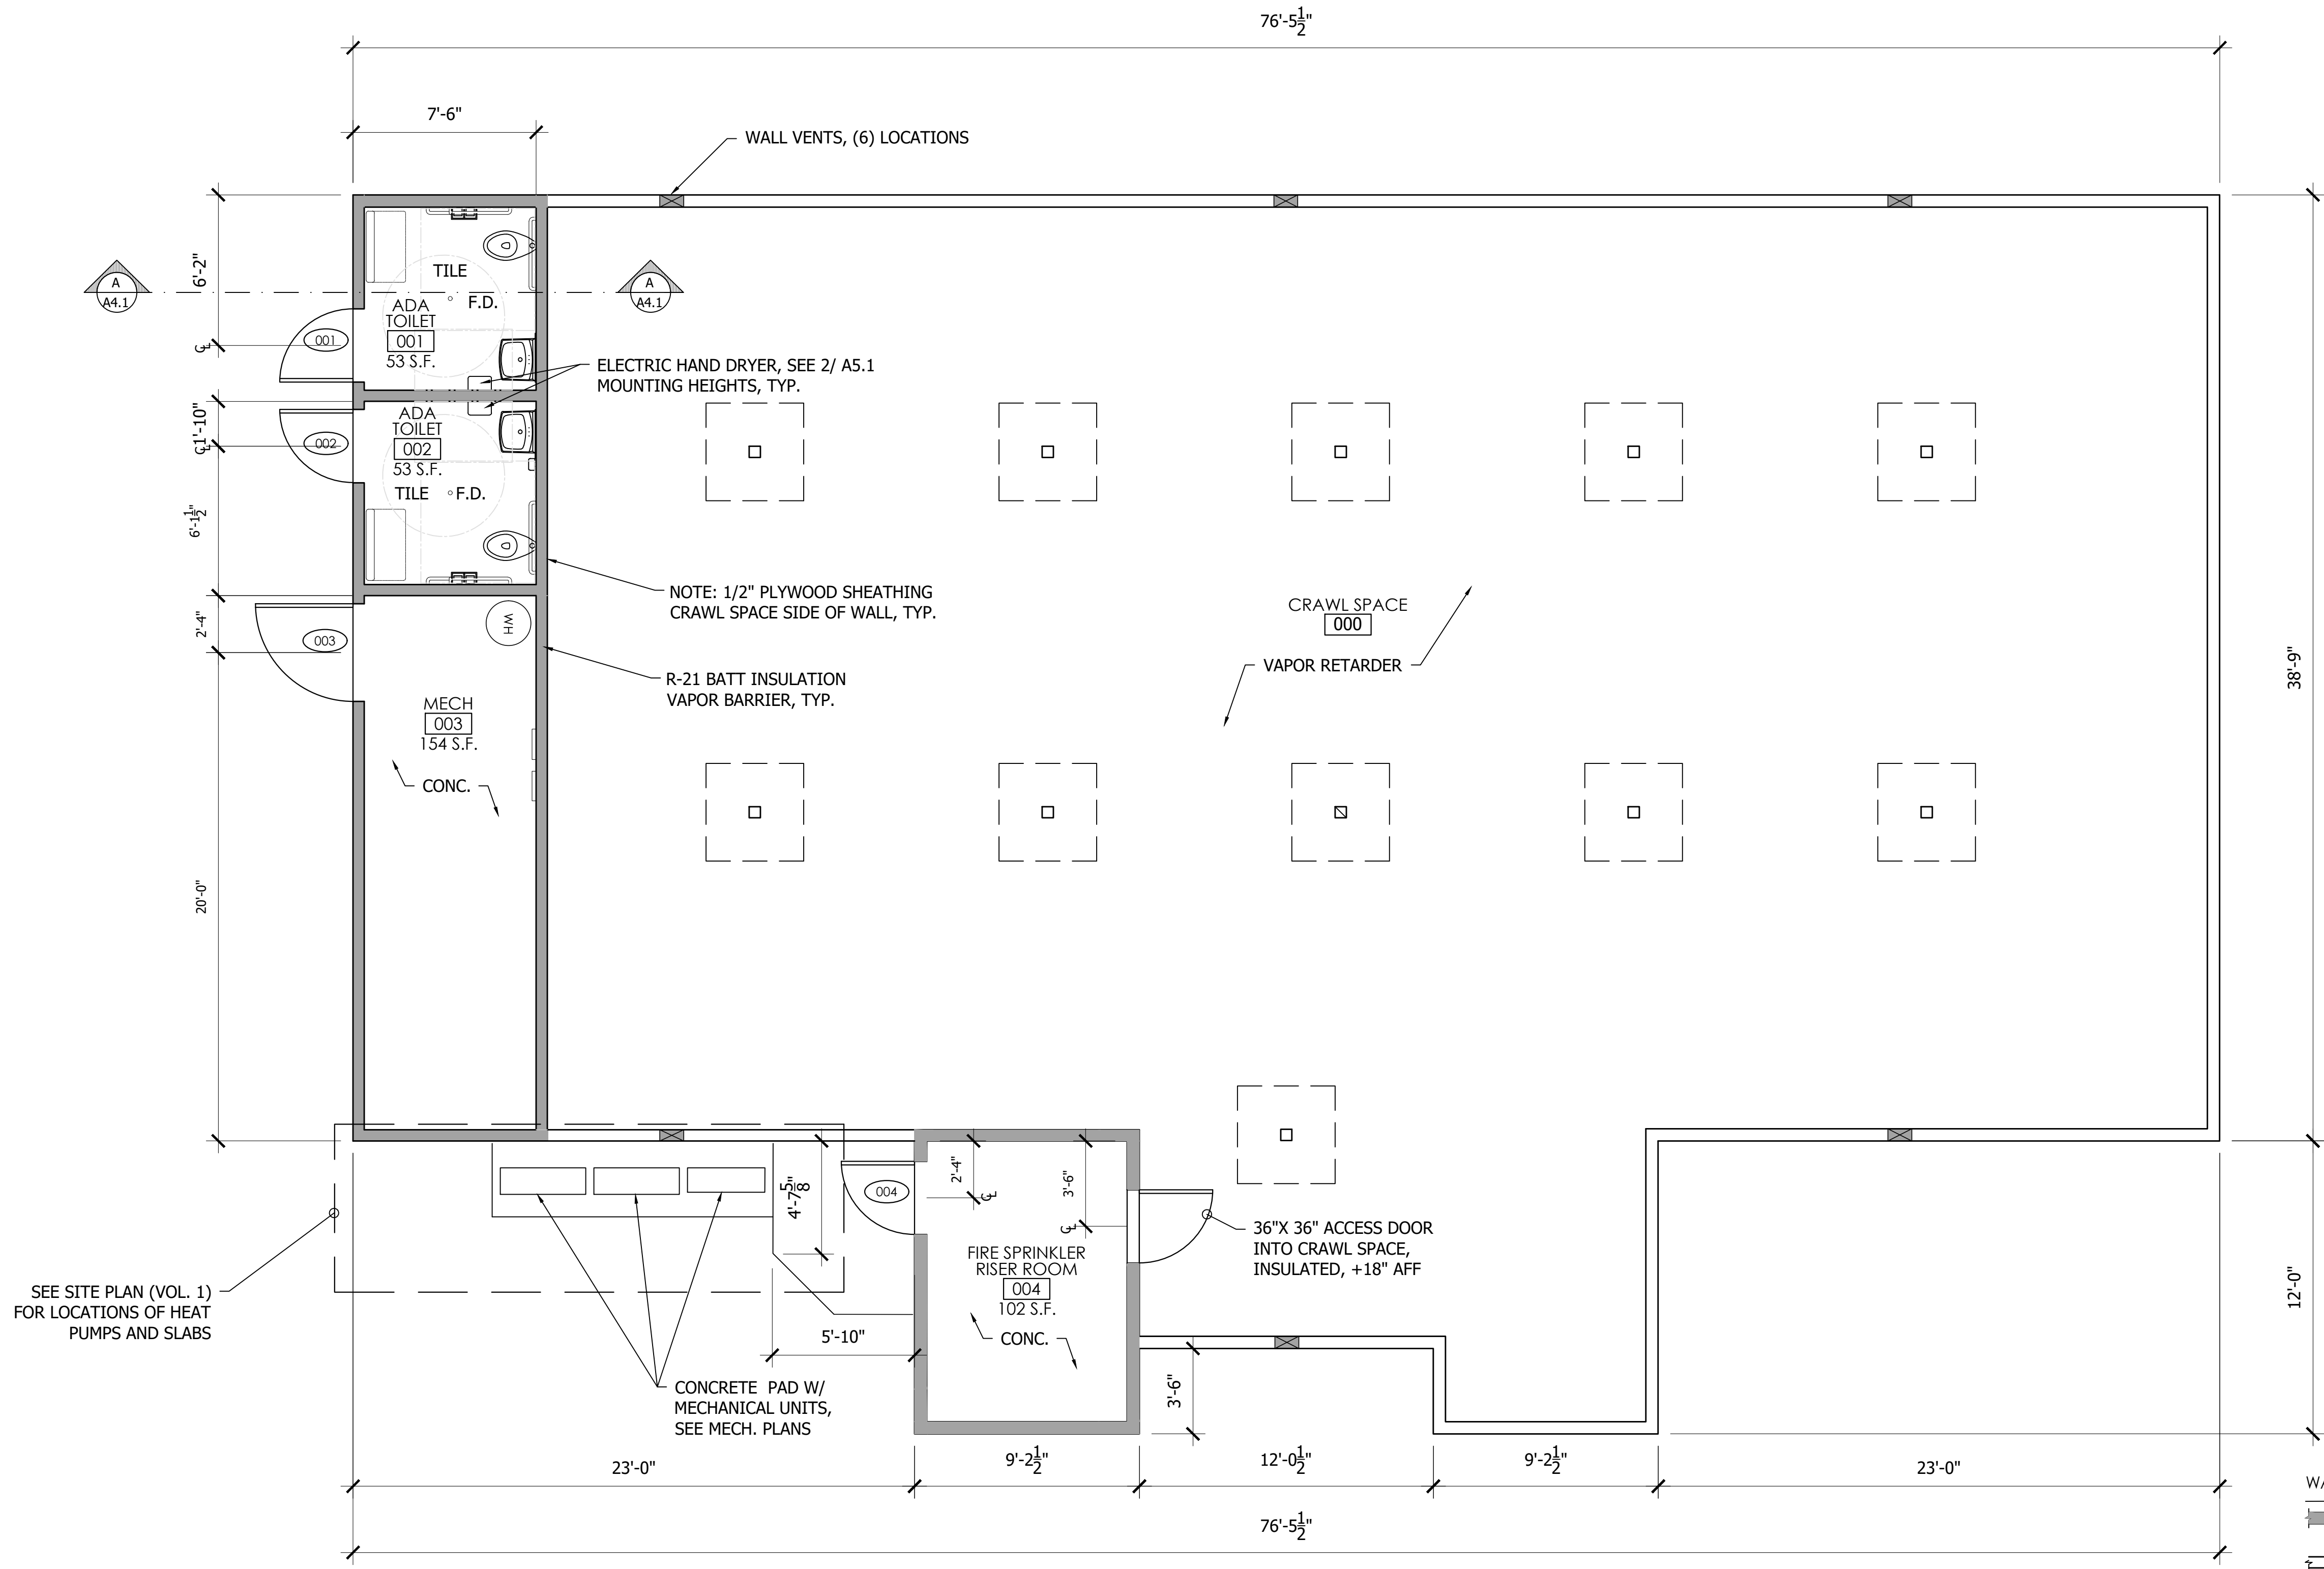 76'-5 1/2"
7'-6"
WALL VENTS, (6) LOCATIONS
6'-2"
A
A4.1
A
A4.1
TILE
F.D.
ADA
TOILET
001
53 S.F.
001
C L
ELECTRIC HAND DRYER, SEE 2/ A5.1
MOUNTING HEIGHTS, TYP.
1'-10"
C L
ADA
TOILET
002
53 S.F.
002
TILE
F.D.
6'-1 1/2"
NOTE: 1/2" PLYWOOD SHEATHING
CRAWL SPACE SIDE OF WALL, TYP.
2'-4"
003
WH
CRAWL SPACE
000
VAPOR RETARDER
R-21 BATT INSULATION
VAPOR BARRIER, TYP.
38'-9"
MECH
003
154 S.F.
CONC.
20'-0"
4'-7 5/8"
004
2'-4"
C L
3'-6"
C L
36"X 36" ACCESS DOOR
INTO CRAWL SPACE,
INSULATED, +18" AFF
FIRE SPRINKLER
RISER ROOM
004
102 S.F.
CONC.
SEE SITE PLAN (VOL. 1)
FOR LOCATIONS OF HEAT
PUMPS AND SLABS
12'-0"
5'-10"
CONCRETE PAD W/
MECHANICAL UNITS,
SEE MECH. PLANS
3'-6"
23'-0"
9'-2 1/2"
12'-0 1/2"
9'-2 1/2"
23'-0"
76'-5 1/2"